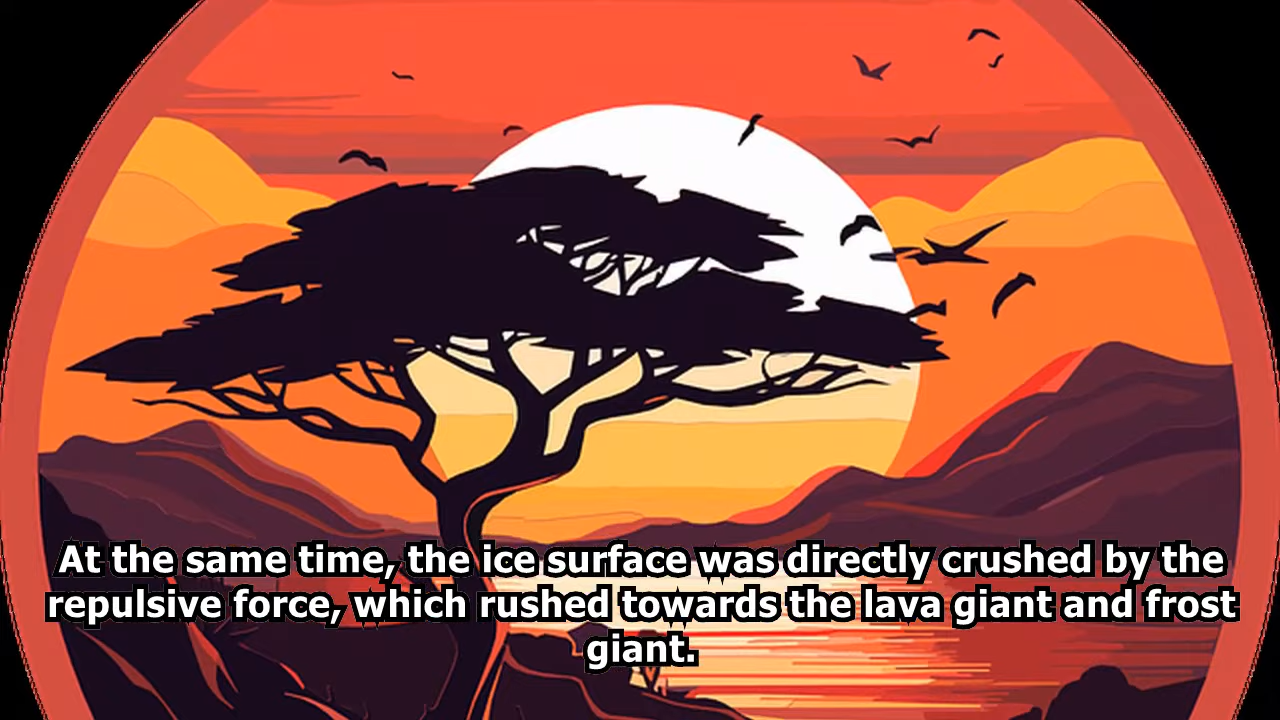 At the same time, the ice surface was directly crushed by the
repulsive force, which rushed towards the lava giant and frost
giant.